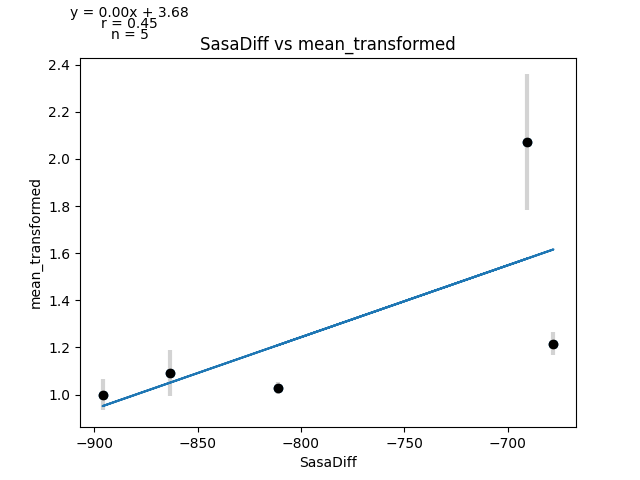 y = 0.00x + 3.68
r = 0.45
n = 5
SasaDiff vs mean_transformed
2.4
2.2
2.0
1.8
1.6
1.4
1.2
1.0
mean_transformed
−900
−850
−800
−750
−700
SasaDiff